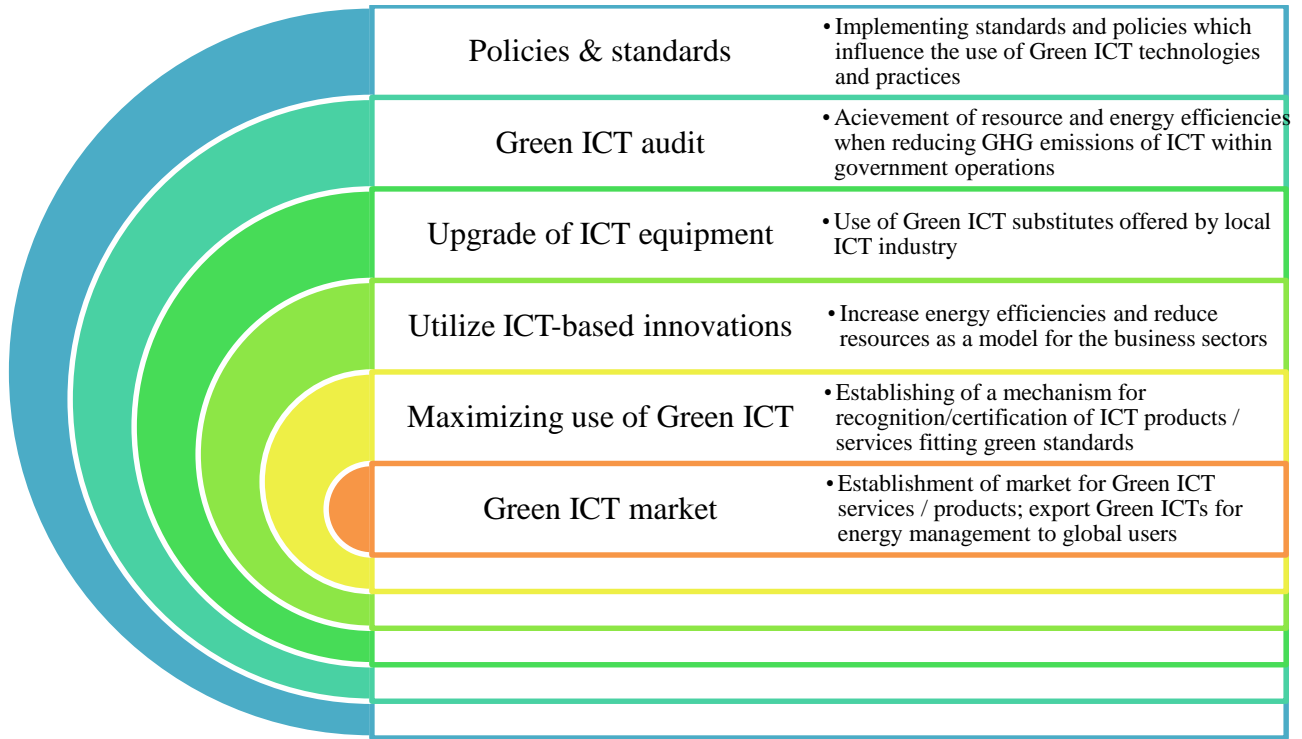 Policies & standards
• Implementing standards and policies which
influence the use of Green ICT technologies
and practices
Green ICT audit
• Acievement of resource and energy efficiencies
when reducing GHG emissions of ICT within
government operations
Upgrade of ICT equipment
• Use of Green ICT substitutes offered by local
ICT industry
Utilize ICT-based innovations
• Increase energy efficiencies and reduce
resources as a model for the business sectors
Maximizing use of Green ICT
• Establishing of a mechanism for
recognition/certification of ICT products /
services fitting green standards
Green ICT market
• Establishment of market for Green ICT
services / products; export Green ICTs for
energy management to global users